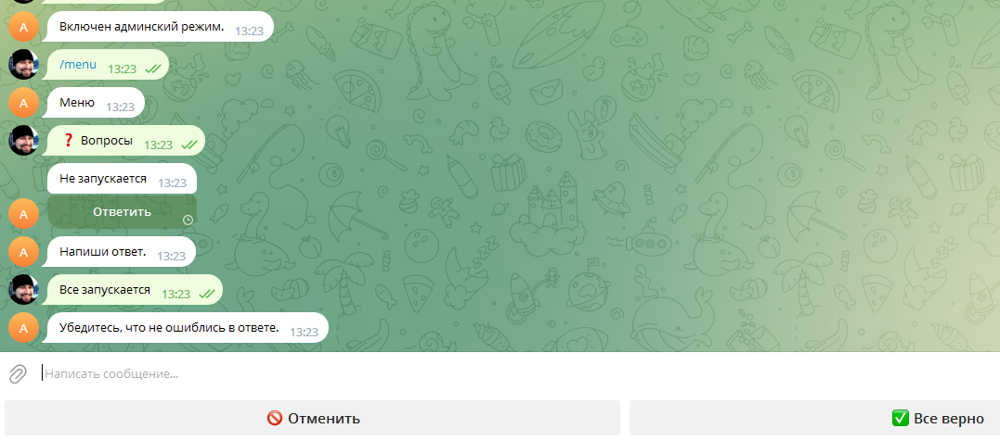 А
Включен админский режим. 13:23
/menu 13:23
А
Меню 13:23
❓ Вопросы 13:23
Не запускается 13:23
А
Ответить
А
Напиши ответ. 13:23
Все запускается 13:23
А
Убедитесь, что не ошиблись в ответе. 13:23
Написать сообщение...
🚫 Отменить
✅ Все верно